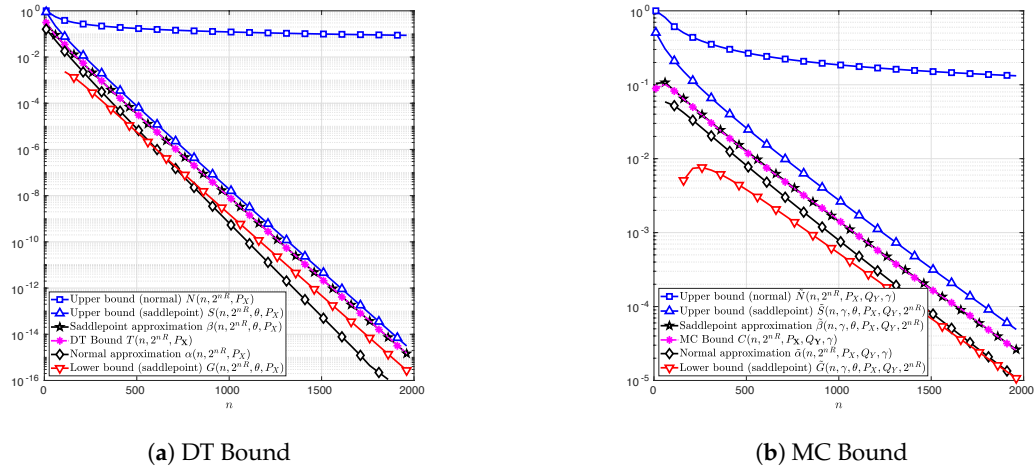 10^0
10^-2
10^-4
10^-6
10^-8
10^-10
10^-12
10^-14
10^-16
Upper bound (normal) N(n, 2^{nR}, P_X)
Upper bound (saddlepoint) S(n, 2^{nR}, θ, P_X)
Saddlepoint approximation β(n, 2^{nR}, θ, P_X)
DT Bound T(n, 2^{nR}, P_X)
Normal approximation α(n, 2^{nR}, P_X)
Lower bound (saddlepoint) G(n, 2^{nR}, θ, P_X)
0 500 1000 1500 2000
n
(a) DT Bound
10^0
10^-1
10^-2
10^-3
10^-4
10^-5
Upper bound (normal) Ñ(n, 2^{nR}, P_X, Q_Y, γ)
Upper bound (saddlepoint) S̃(n, γ, θ, P_X, Q_Y, 2^{nR})
Saddlepoint approximation β̃(n, γ, θ, P_X, Q_Y, 2^{nR})
MC Bound C(n, 2^{nR}, P_X, Q_Y, γ)
Normal approximation α̃(n, 2^{nR}, P_X, Q_Y, γ)
Lower bound (saddlepoint) G̃(n, γ, θ, P_X, Q_Y, 2^{nR})
0 500 1000 1500 2000
n
(b) MC Bound